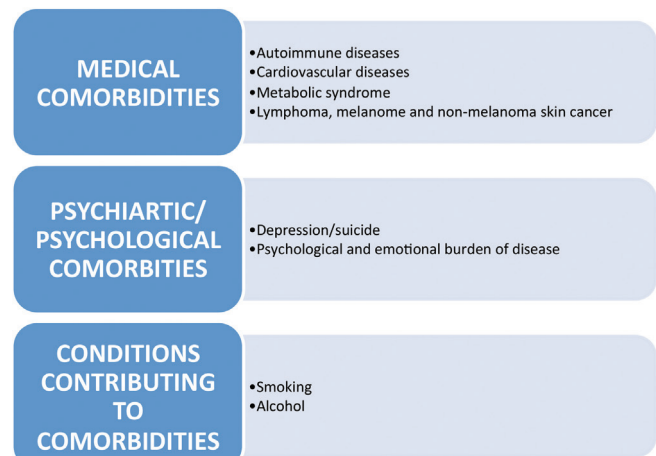 MEDICAL
COMORBIDITIES
•Autoimmune diseases
•Cardiovascular diseases
•Metabolic syndrome
•Lymphoma, melanome and non-melanoma skin cancer
PSYCHIARTIC/
PSYCHOLOGICAL
COMORBITIES
•Depression/suicide
•Psychological and emotional burden of disease
CONDITIONS
CONTRIBUTING
TO
COMORBIDITIES
•Smoking
•Alcohol